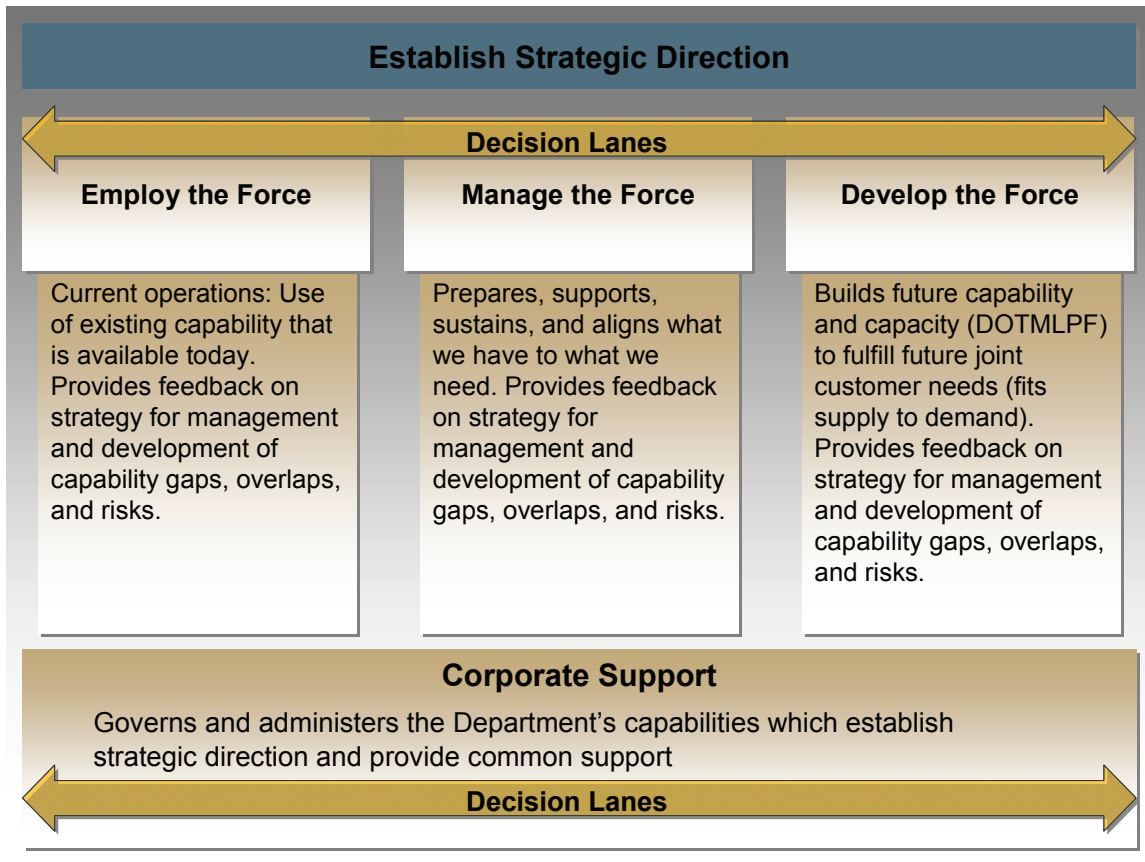 Establish Strategic Direction
Decision Lanes
Employ the Force
Current operations: Use
of existing capability that
is available today.
Provides feedback on
strategy for management
and development of
capability gaps, overlaps,
and risks.
Manage the Force
Prepares, supports,
sustains, and aligns what
we have to what we
need. Provides feedback
on strategy for
management and
development of capability
gaps, overlaps, and risks.
Develop the Force
Builds future capability
and capacity (DOTMLPF)
to fulfill future joint
customer needs (fits
supply to demand).
Provides feedback on
strategy for management
and development of
capability gaps, overlaps,
and risks.
Corporate Support
Governs and administers the Department’s capabilities which establish
strategic direction and provide common support
Decision Lanes